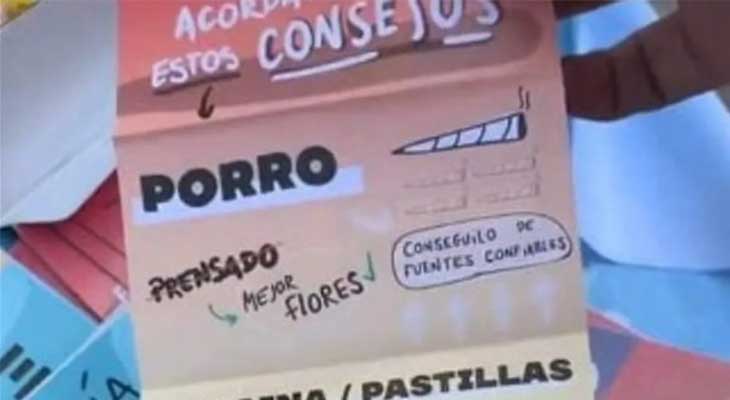 ESTOS CONSEJOS
PORRO
PRENSADO
MEJOR
FLORES
CONSEGUILO DE
FUENTES CONFIABLES
/ PASTILLAS